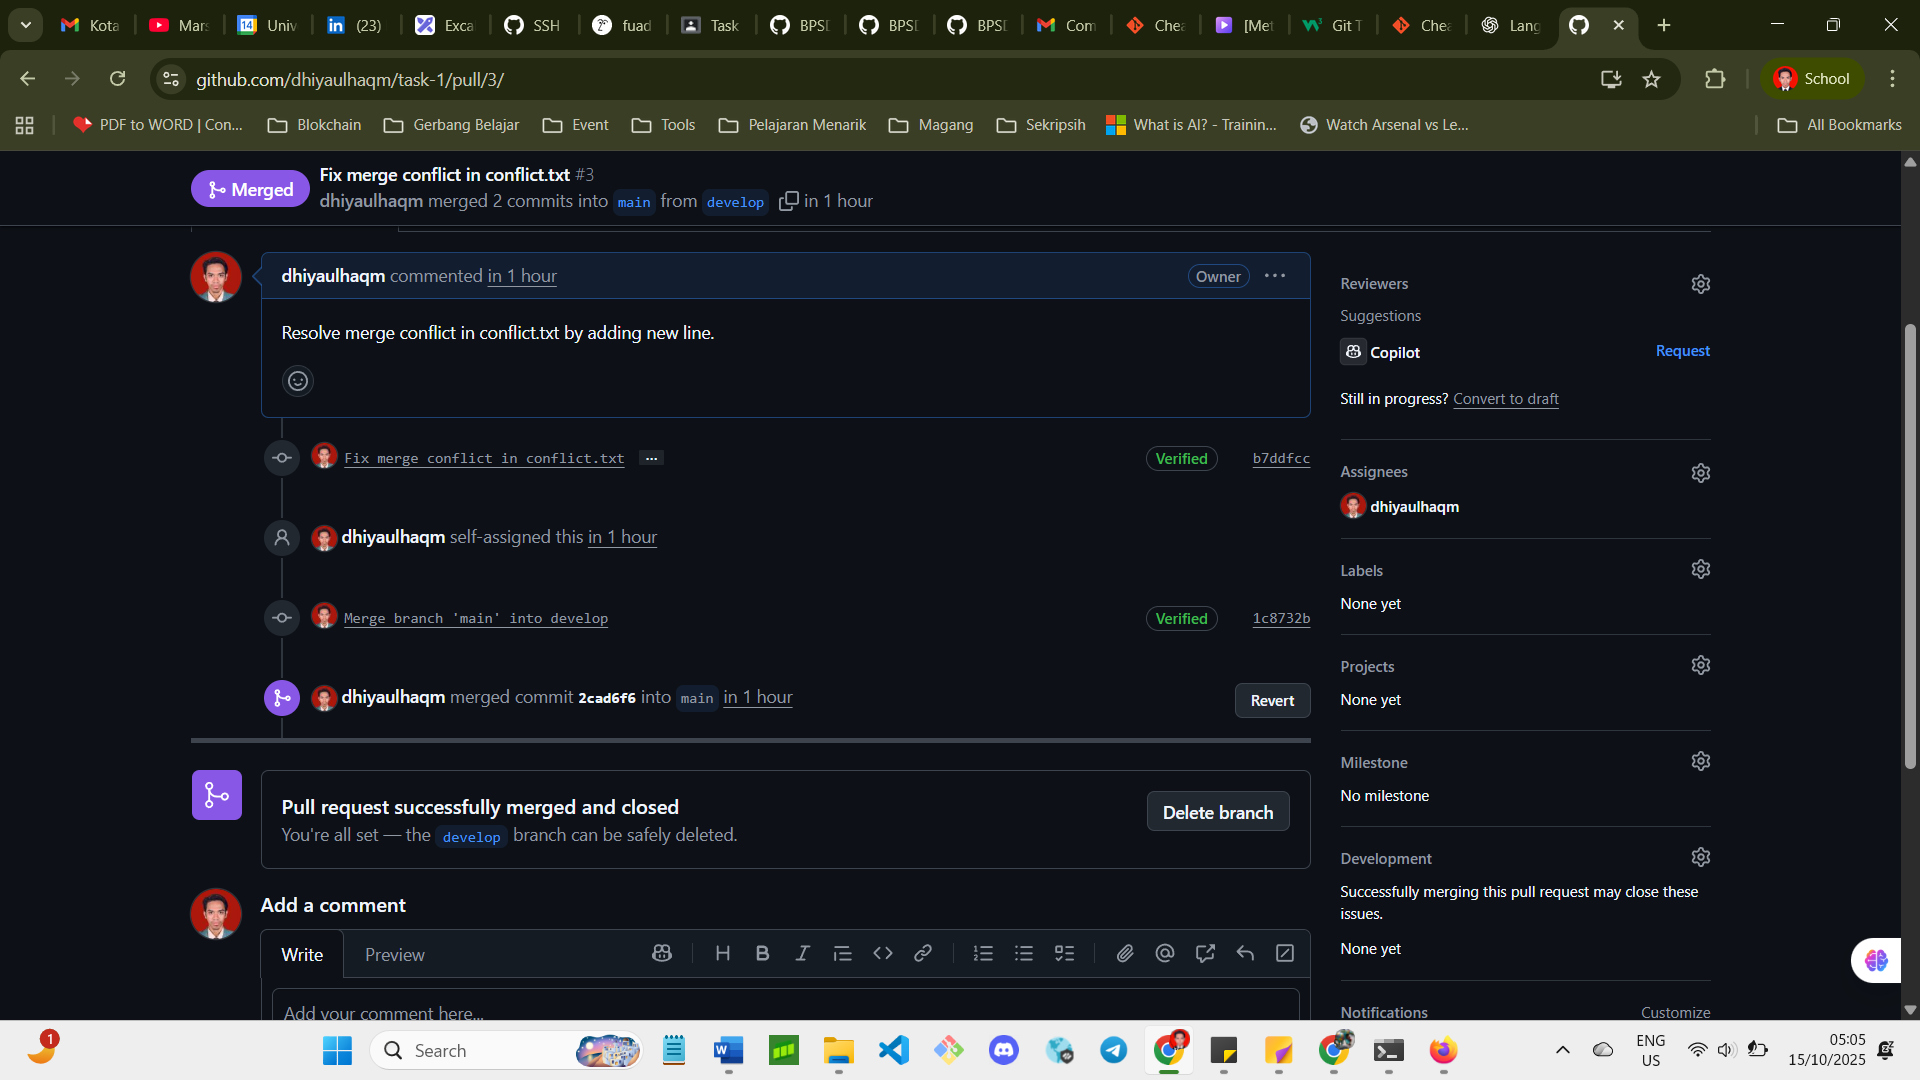 Kota
Mars
14
Univ
(23)
Exca
SSH
fuad
Task
BPSD
BPSD
BPSD
Com
Chea
[Met
Git T
Chea
Lang
github.com/dhiyaulhaqm/task-1/pull/3/
School
PDF to WORD | Con...
Blokchain
Gerbang Belajar
Event
Tools
Pelajaran Menarik
Magang
Sekripsih
What is AI? - Trainin...
Watch Arsenal vs Le...
All Bookmarks
Merged
Fix merge conflict in conflict.txt #3
dhiyaulhaqm merged 2 commits into main from develop in 1 hour
dhiyaulhaqm commented in 1 hour
Owner
Resolve merge conflict in conflict.txt by adding new line.
Fix merge conflict in conflict.txt ...
Verified
b7ddfcc
dhiyaulhaqm self-assigned this in 1 hour
Merge branch 'main' into develop
Verified
1c8732b
dhiyaulhaqm merged commit 2cad6f6 into main in 1 hour
Revert
Pull request successfully merged and closed
You're all set — the develop branch can be safely deleted.
Delete branch
Add a comment
Write
Preview
Add your comment here...
Reviewers
Suggestions
Copilot
Request
Still in progress? Convert to draft
Assignees
dhiyaulhaqm
Labels
None yet
Projects
None yet
Milestone
No milestone
Development
Successfully merging this pull request may close these
issues.
None yet
Notifications
Customize
1
Search
ENG
US
05:05
15/10/2025